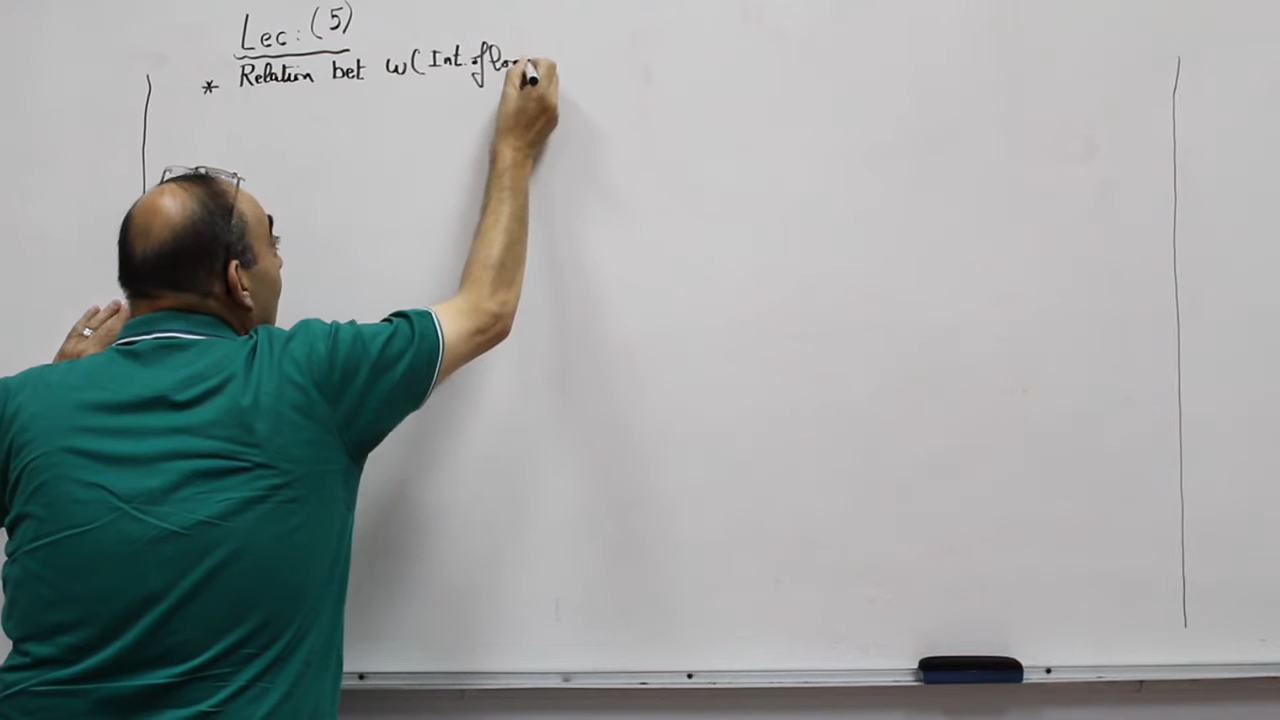 Lec: (5)
* Relation bet w (Int. of